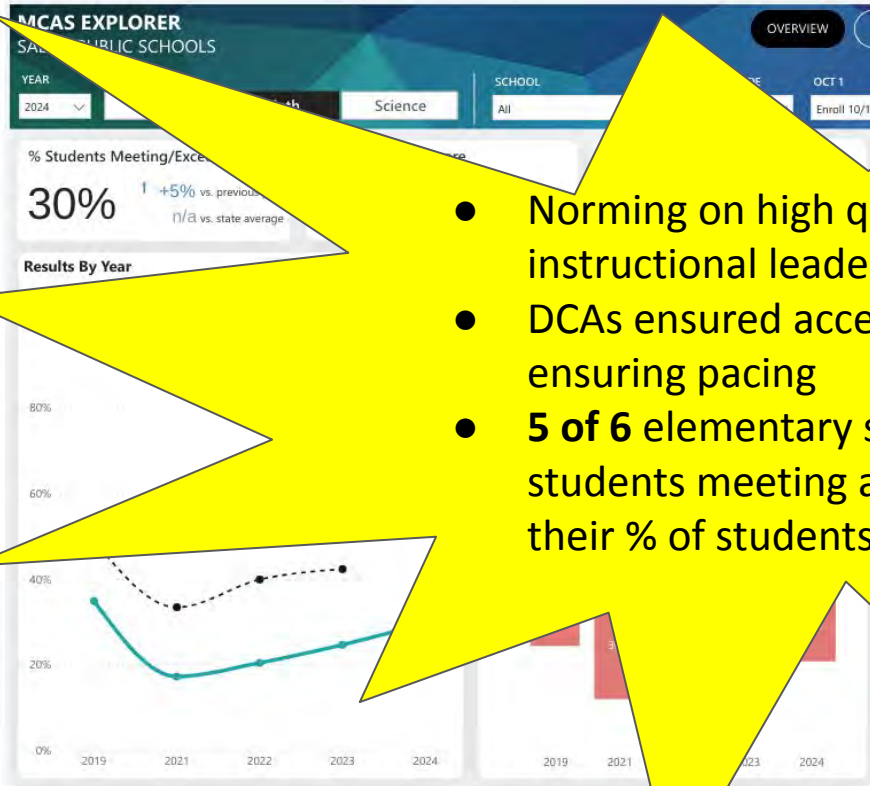 MCAS EXPLORER
PUBLIC SCHOOLS
OVERVIEW
YEAR
SCHOOL
OCT 1
2024
Science
All
Enroll 10/1
% Students Meeting/Exce
30%
+5% vs. previous
n/a vs. state average
Results By Year
● Norming on high q
instructional leade
● DCAs ensured acce
ensuring pacing
● 5 of 6 elementary s
students meeting a
their % of students
80%
60%
40%
20%
0%
2019
2021
2022
2023
2024
2019
2021
023
2024